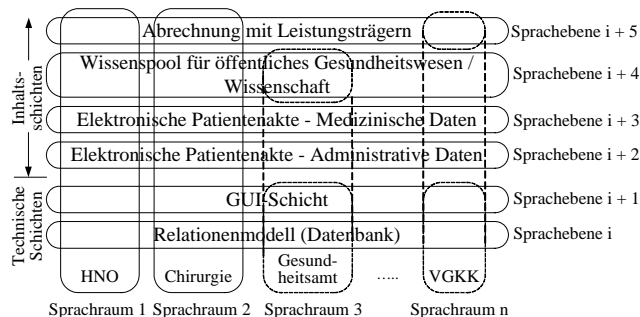 Abrechnung mit Leistungsträgern
Sprachebene i + 5
Wissenspool für öffentliches Gesundheitswesen /
Wissenschaft
Sprachebene i + 4
Inhalts-
schichten
Elektronische Patientenakte - Medizinische Daten
Sprachebene i + 3
Elektronische Patientenakte - Administrative Daten
Sprachebene i + 2
Technische
Schichten
GUI-Schicht
Sprachebene i + 1
Relationenmodell (Datenbank)
Sprachebene i
HNO
Chirurgie
Gesund-
heitsamt
.....
VGKK
Sprachraum 1
Sprachraum 2
Sprachraum 3
Sprachraum n